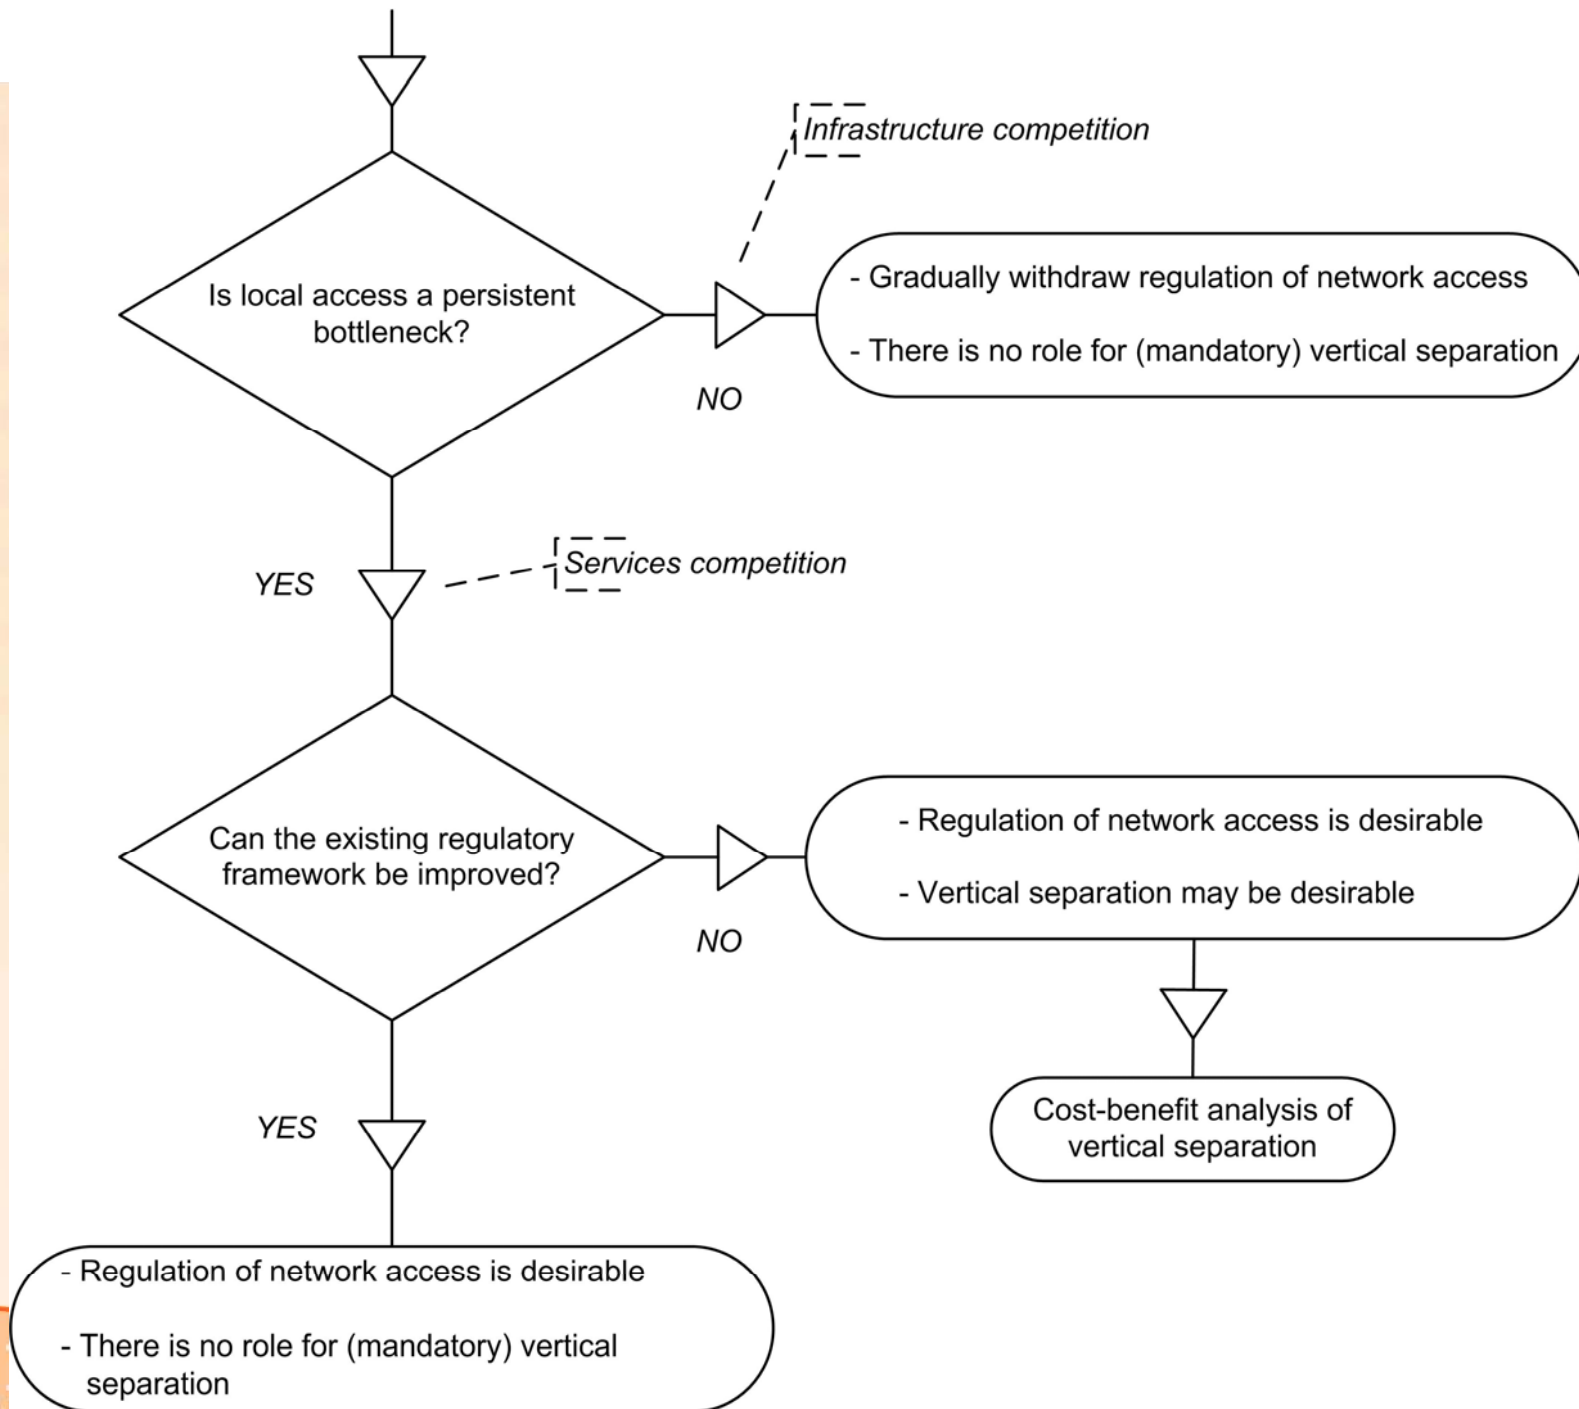 Infrastructure competition
Is local access a persistent
bottleneck?
- Gradually withdraw regulation of network access
- There is no role for (mandatory) vertical separation
NO
Services competition
YES
Can the existing regulatory
framework be improved?
- Regulation of network access is desirable
- Vertical separation may be desirable
NO
Cost-benefit analysis of
vertical separation
YES
- Regulation of network access is desirable
- There is no role for (mandatory) vertical
separation